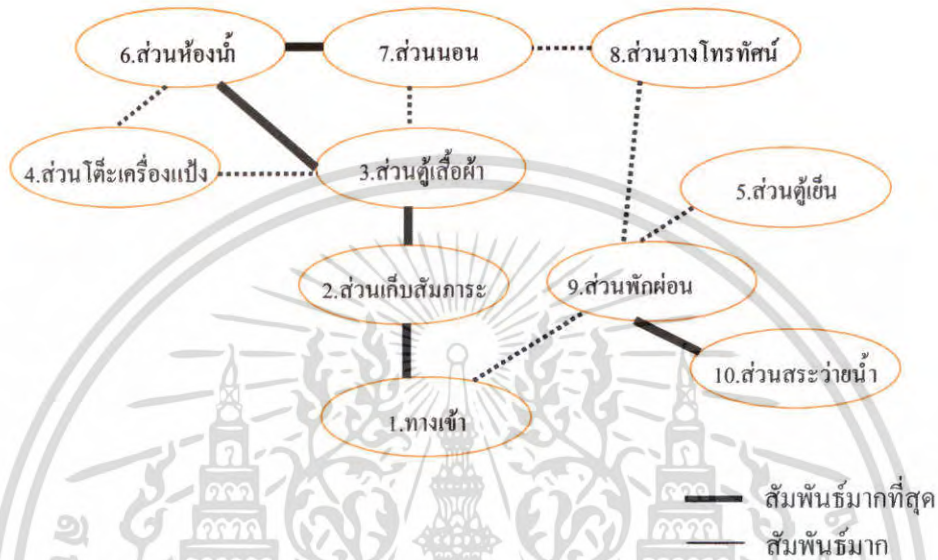 6.ส่วนห้องน้ำ
7.ส่วนนอน
8.ส่วนวางโทรทัศน์
4.ส่วนโต๊ะเครื่องแป้ง
3.ส่วนตู้เสื้อผ้า
5.ส่วนตู้เย็น
2.ส่วนเก็บสัมภาระ
9.ส่วนพักผ่อน
10.ส่วนสระว่ายน้ำ
1.ทางเข้า
สัมพันธ์มากที่สุด
สัมพันธ์มาก